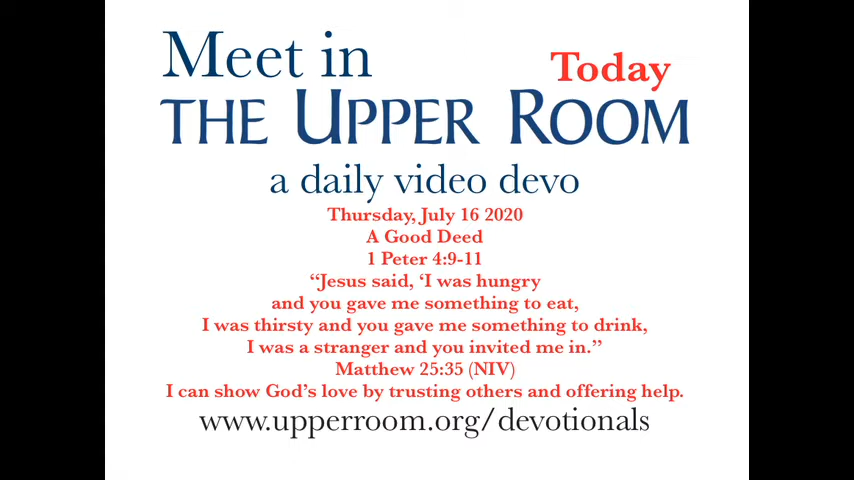 Meet in
Today
THE UPPER ROOM
a daily video devo
Thursday, July 16 2020
A Good Deed
1 Peter 4:9-11
“Jesus said, ‘I was hungry
and you gave me something to eat,
I was thirsty and you gave me something to drink,
I was a stranger and you invited me in.”
Matthew 25:35 (NIV)
I can show God’s love by trusting others and offering help.
www.upperroom.org/devotionals